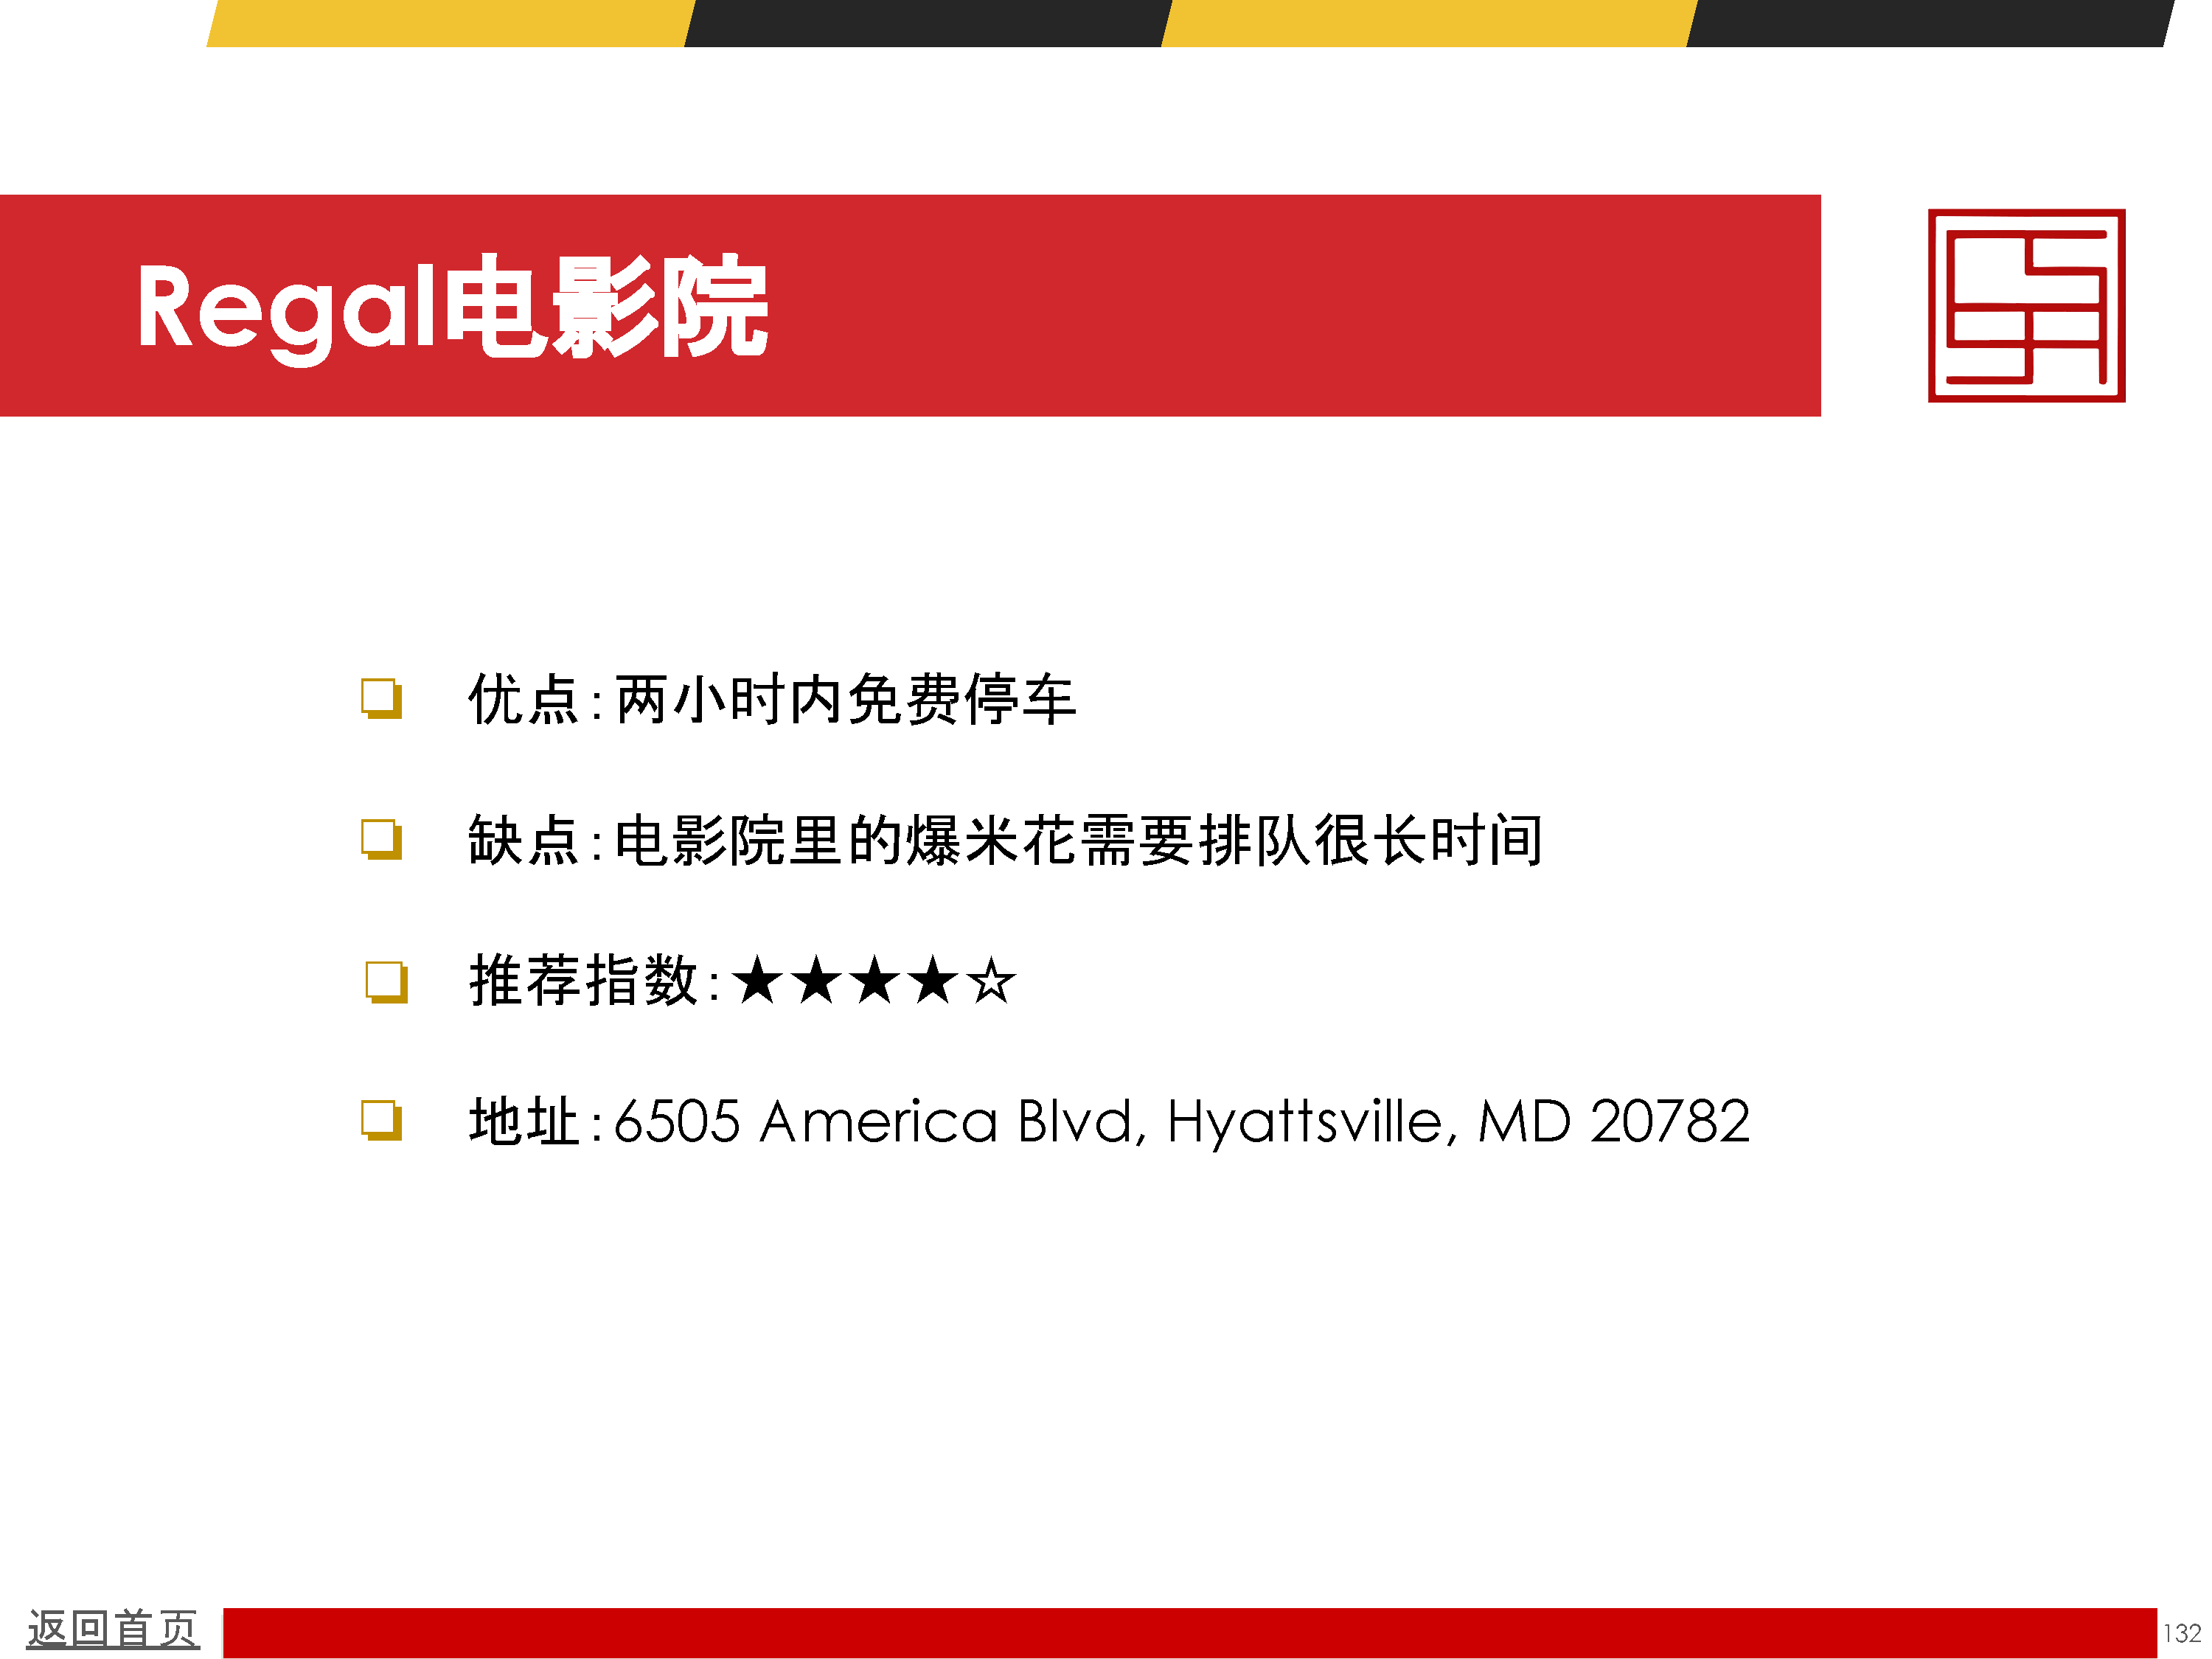 Regal电影院
优点：两小时内免费停车
缺点：电影院里的爆米花需要排队很长时间
推荐指数：★★★★☆
地址：6505 America Blvd, Hyattsville, MD 20782
返回首页
132